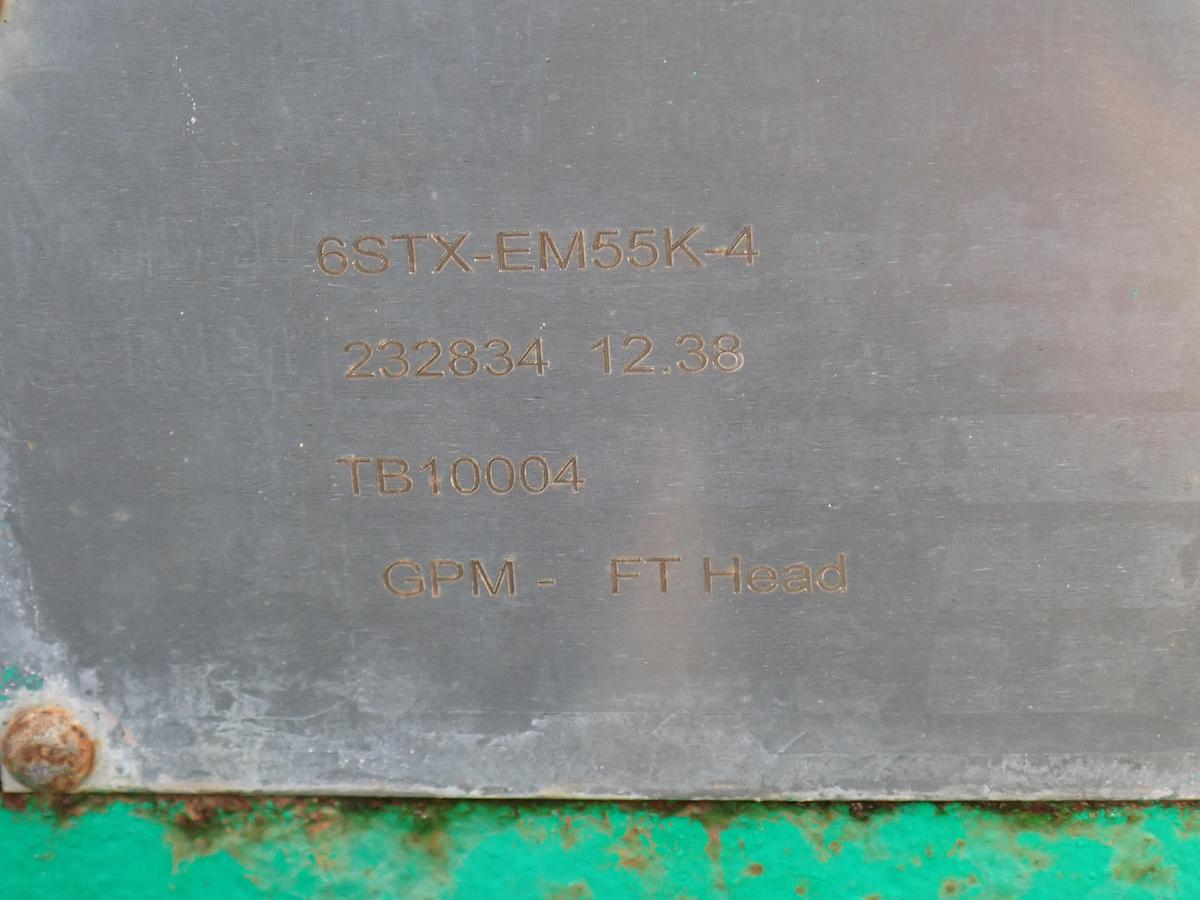 6STX-EM55K-4
232834 12.38
TB10004
GPM - FT Head